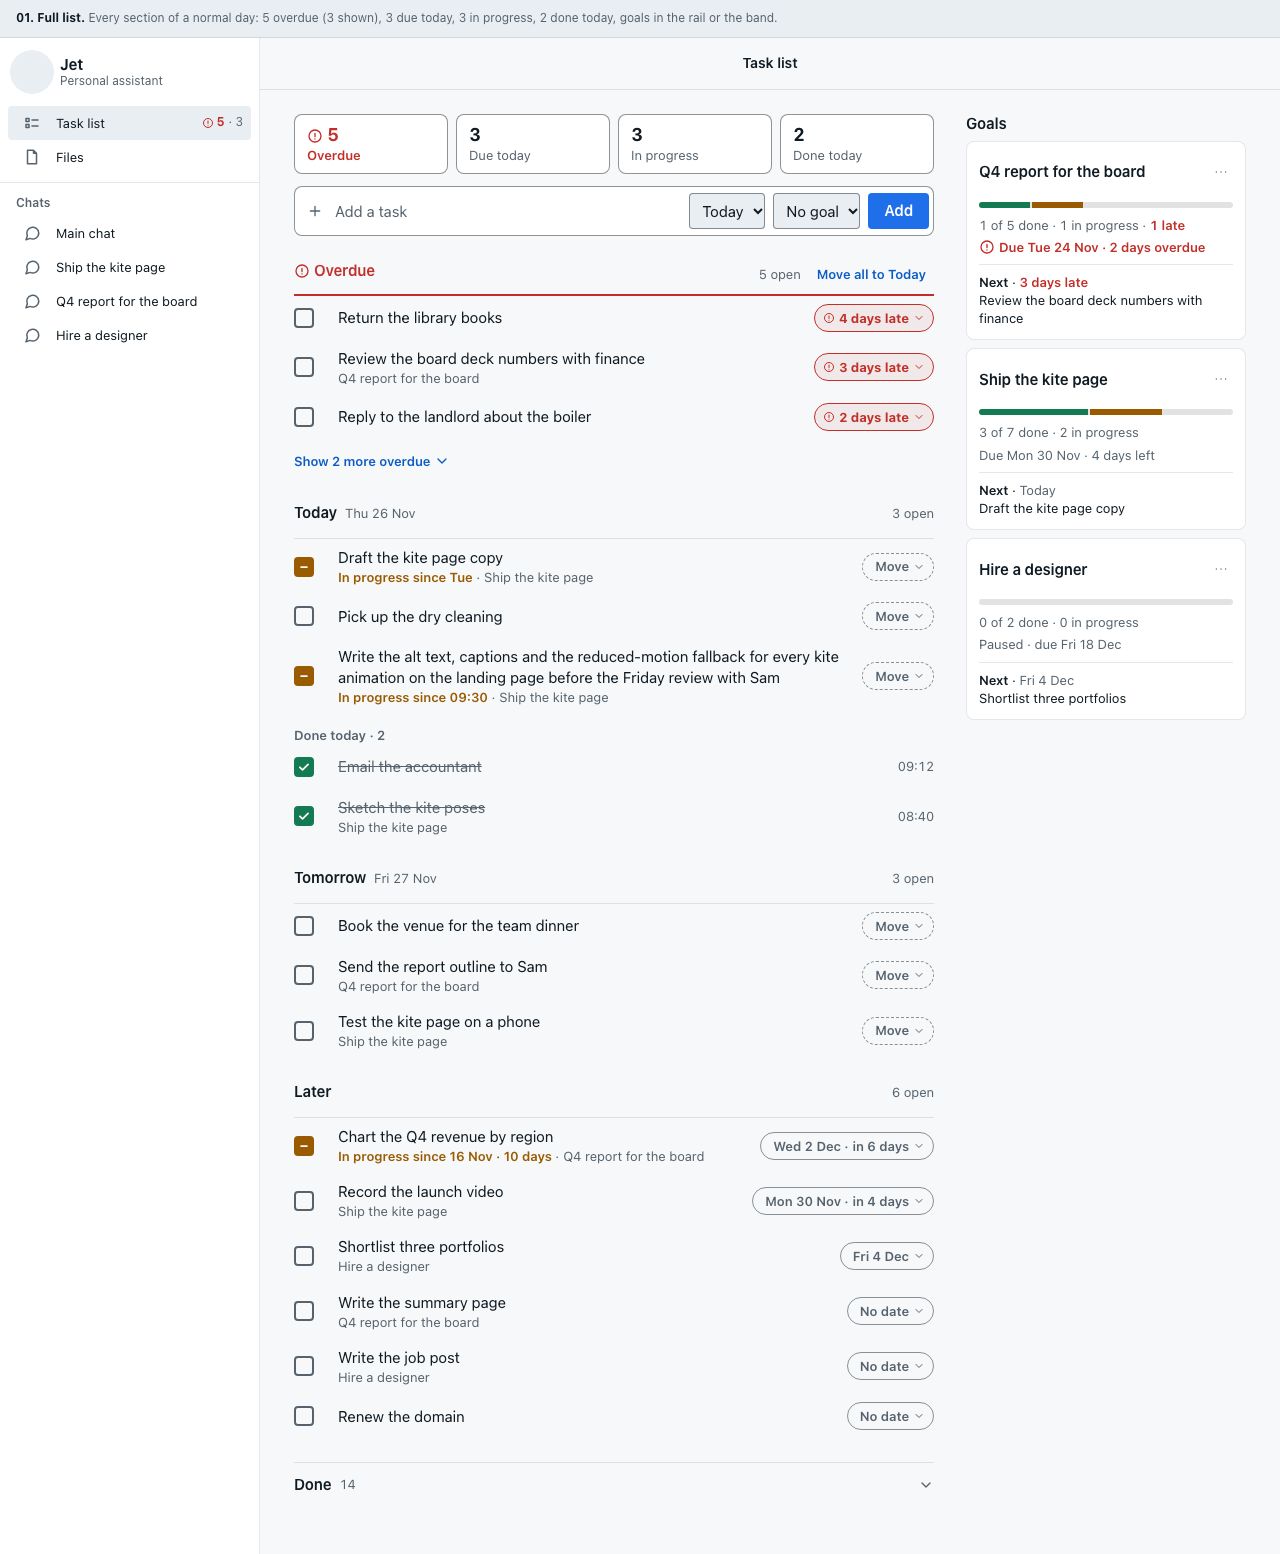 01. Full list. Every section of a normal day: 5 overdue (3 shown), 3 due today, 3 in progress, 2 done today, goals in the rail or the band.
Jet
Personal assistant
Task list
5 · 3
Files
Chats
Main chat
Ship the kite page
Q4 report for the board
Hire a designer
Task list
5
Overdue
3
Due today
3
In progress
2
Done today
Add a task
Today
No goal
Add
Overdue
5 open
Move all to Today
Return the library books
4 days late
Review the board deck numbers with finance
Q4 report for the board
3 days late
Reply to the landlord about the boiler
2 days late
Show 2 more overdue
Today Thu 26 Nov
3 open
Draft the kite page copy
In progress since Tue · Ship the kite page
Move
Pick up the dry cleaning
Move
Write the alt text, captions and the reduced-motion fallback for every kite
animation on the landing page before the Friday review with Sam
In progress since 09:30 · Ship the kite page
Move
Done today · 2
Email the accountant
09:12
Sketch the kite poses
Ship the kite page
08:40
Tomorrow Fri 27 Nov
3 open
Book the venue for the team dinner
Move
Send the report outline to Sam
Q4 report for the board
Move
Test the kite page on a phone
Ship the kite page
Move
Later
6 open
Chart the Q4 revenue by region
In progress since 16 Nov · 10 days · Q4 report for the board
Wed 2 Dec · in 6 days
Record the launch video
Ship the kite page
Mon 30 Nov · in 4 days
Shortlist three portfolios
Hire a designer
Fri 4 Dec
Write the summary page
Q4 report for the board
No date
Write the job post
Hire a designer
No date
Renew the domain
No date
Done 14
Goals
Q4 report for the board
1 of 5 done · 1 in progress · 1 late
Due Tue 24 Nov · 2 days overdue
Next · 3 days late
Review the board deck numbers with
finance
Ship the kite page
3 of 7 done · 2 in progress
Due Mon 30 Nov · 4 days left
Next · Today
Draft the kite page copy
Hire a designer
0 of 2 done · 0 in progress
Paused · due Fri 18 Dec
Next · Fri 4 Dec
Shortlist three portfolios